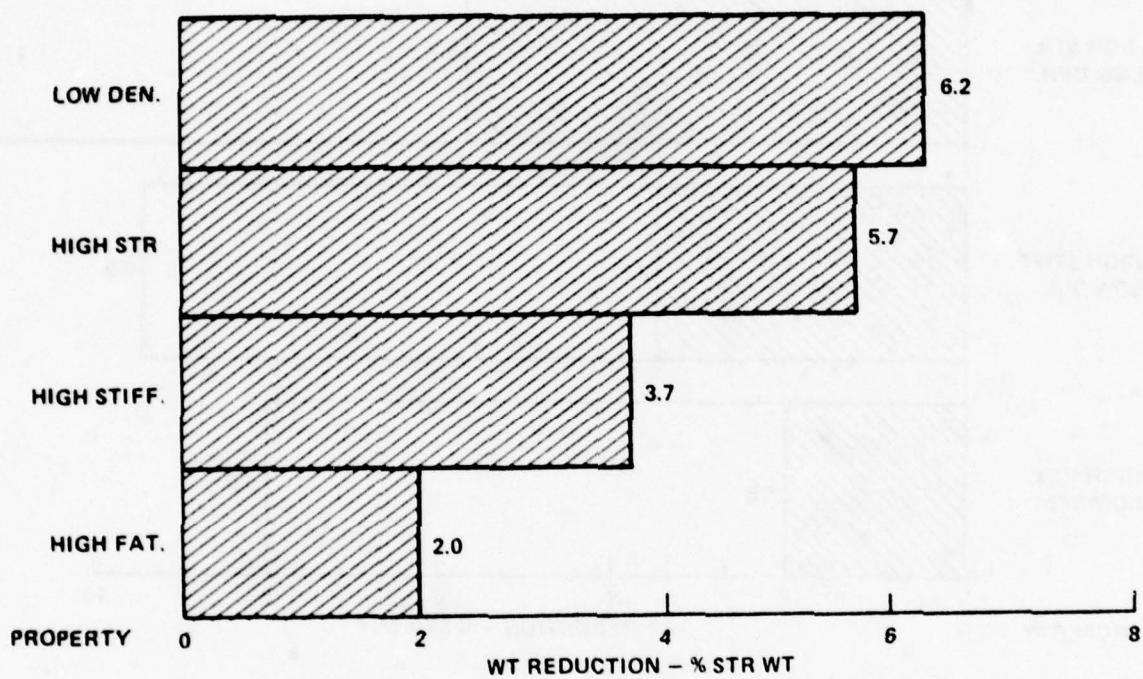 LOW DEN.
6.2
HIGH STR
5.7
HIGH STIFF.
3.7
HIGH FAT.
2.0
PROPERTY
0 2 4 6 8
WT REDUCTION – % STR WT